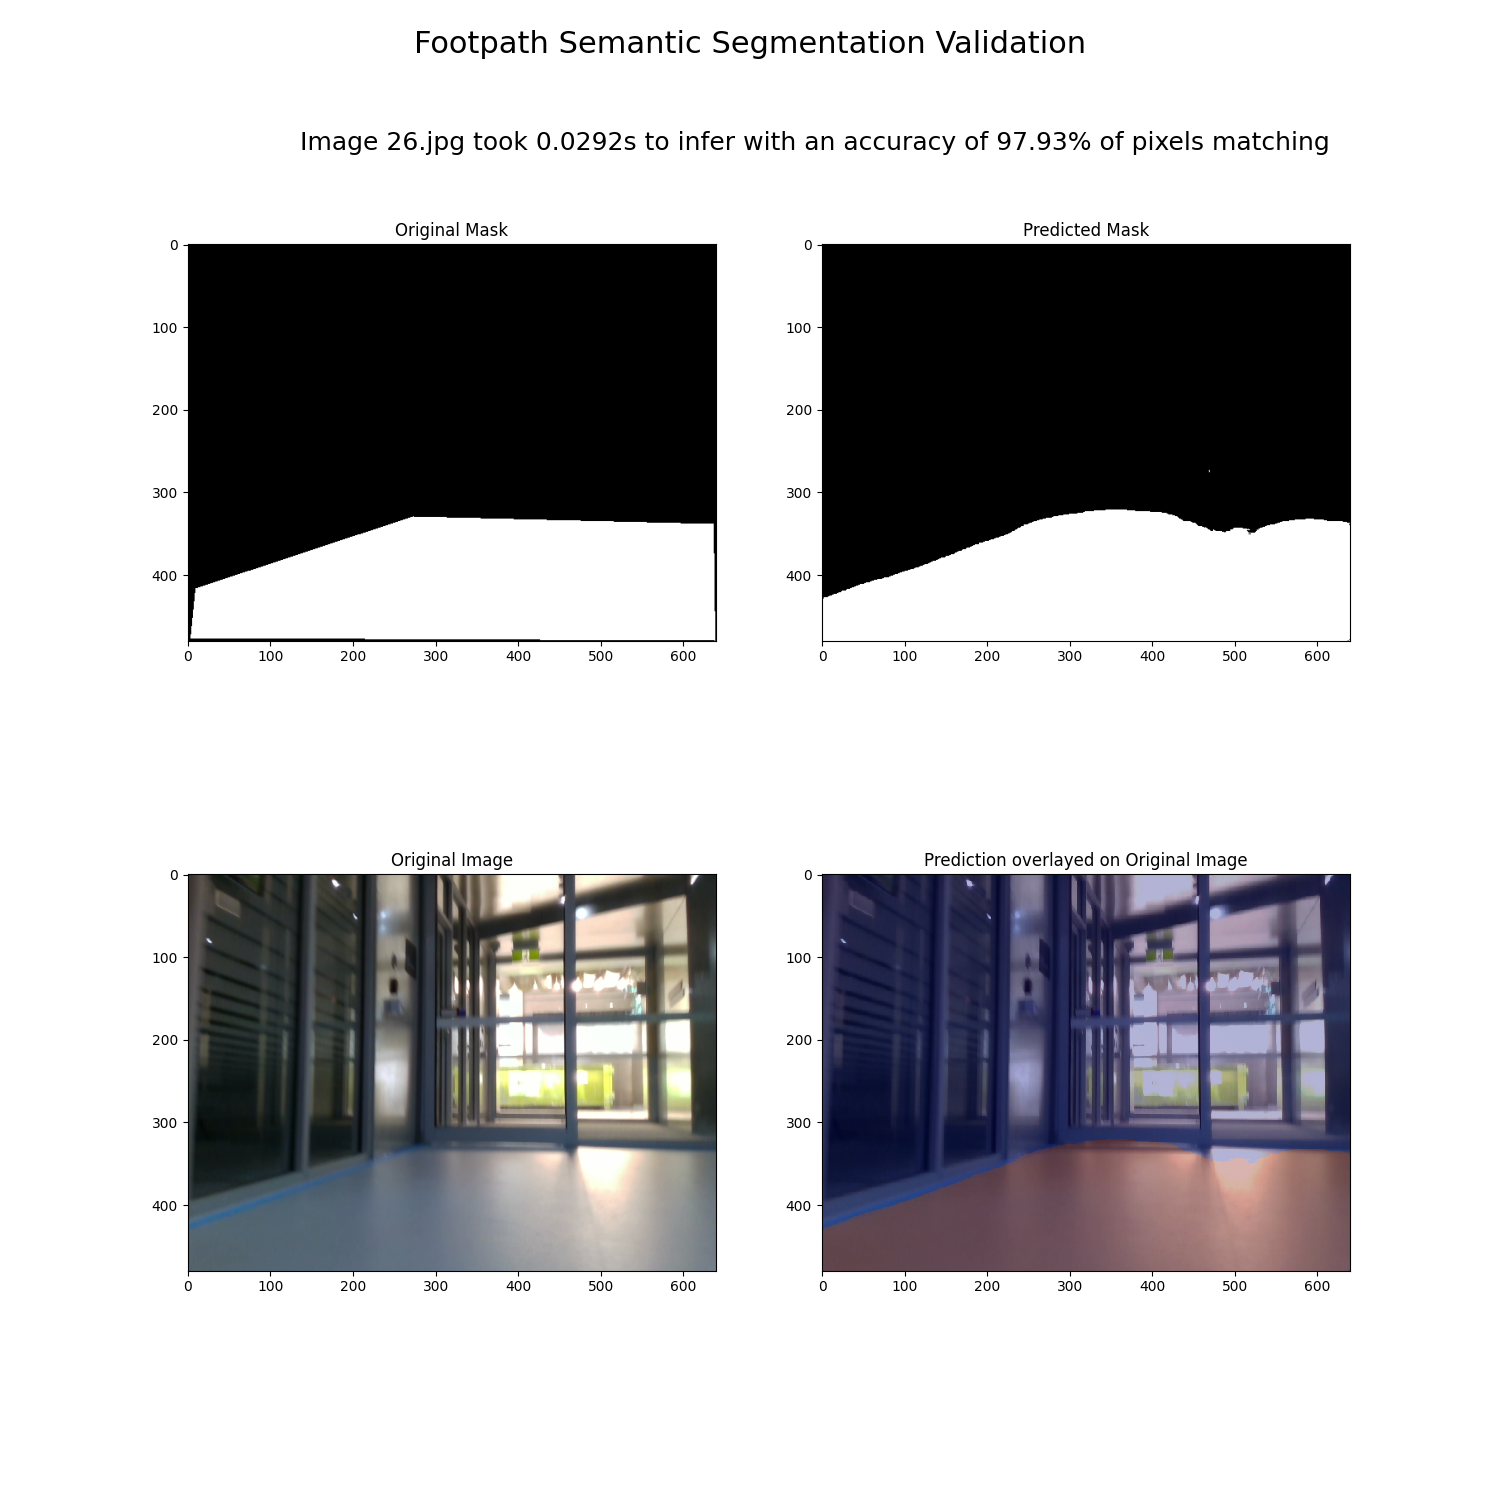 Footpath Semantic Segmentation Validation
Image 26.jpg took 0.0292s to infer with an accuracy of 97.93% of pixels matching
Original Mask
0
100
200
300
400
0 100 200 300 400 500 600
Predicted Mask
0
100
200
300
400
0 100 200 300 400 500 600
Original Image
0
100
200
300
400
0 100 200 300 400 500 600
Prediction overlayed on Original Image
0
100
200
300
400
0 100 200 300 400 500 600